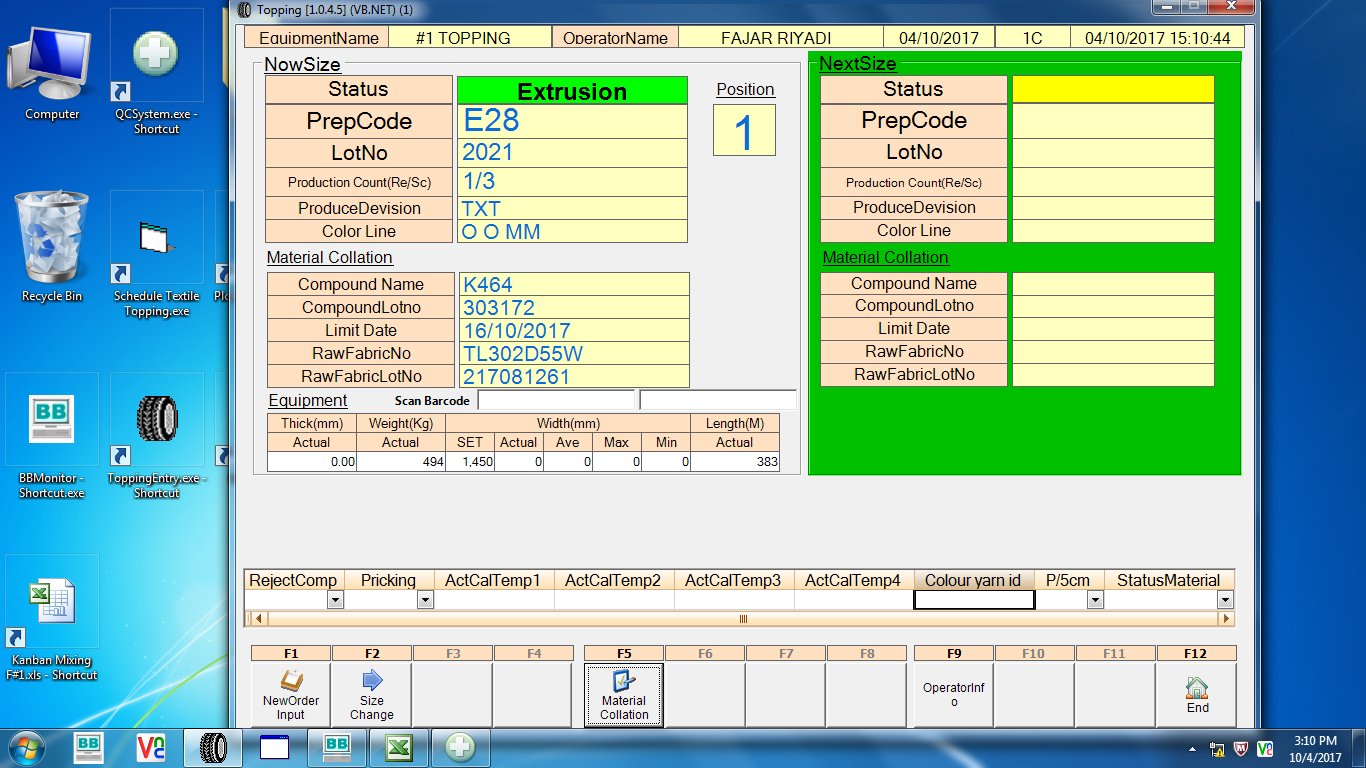 Topping [1.0.4.5] (VB.NET) (1)
EquipmentName #1 TOPPING OperatorName FAJAR RIYADI 04/10/2017 1C 04/10/2017 15:10:44
Computer
QCSystem.exe -
Shortcut
Recycle Bin
Schedule Textile
Topping.exe
BB
BBMonitor -
Shortcut.exe
ToppingEntry.exe -
Shortcut
Kanban Mixing
F#1.xls - Shortcut
NowSize
Status Extrusion
PrepCode E28
LotNo 2021
Production Count(Re/Sc) 1/3
ProduceDevision TXT
Color Line O O MM
Position
1
Material Collation
Compound Name K464
CompoundLotno 303172
Limit Date 16/10/2017
RawFabricNo TL302D55W
RawFabricLotNo 217081261
Equipment Scan Barcode
Thick(mm) Weight(Kg) Width(mm) Length(M)
Actual Actual SET Actual Ave Max Min Actual
0.00 494 1,450 0 0 0 0 383
NextSize
Status
PrepCode
LotNo
Production Count(Re/Sc)
ProduceDevision
Color Line
Material Collation
Compound Name
CompoundLotno
Limit Date
RawFabricNo
RawFabricLotNo
RejectComp Pricking ActCalTemp1 ActCalTemp2 ActCalTemp3 ActCalTemp4 Colour yarn id P/5cm StatusMaterial
F1 F2 F3 F4 F5 F6 F7 F8 F9 F10 F11 F12
NewOrder
Input
Size
Change
Material
Collation
OperatorInf
o
End
BB
BB
3:10 PM
10/4/2017